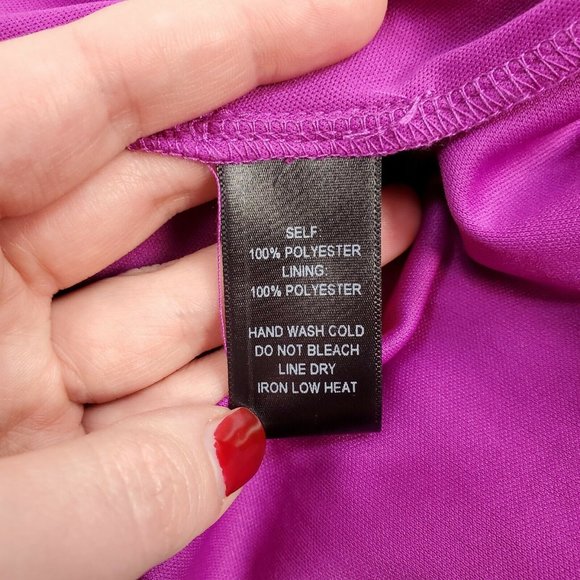 SELF:
100% POLYESTER
LINING:
100% POLYESTER
HAND WASH COLD
DO NOT BLEACH
LINE DRY
IRON LOW HEAT